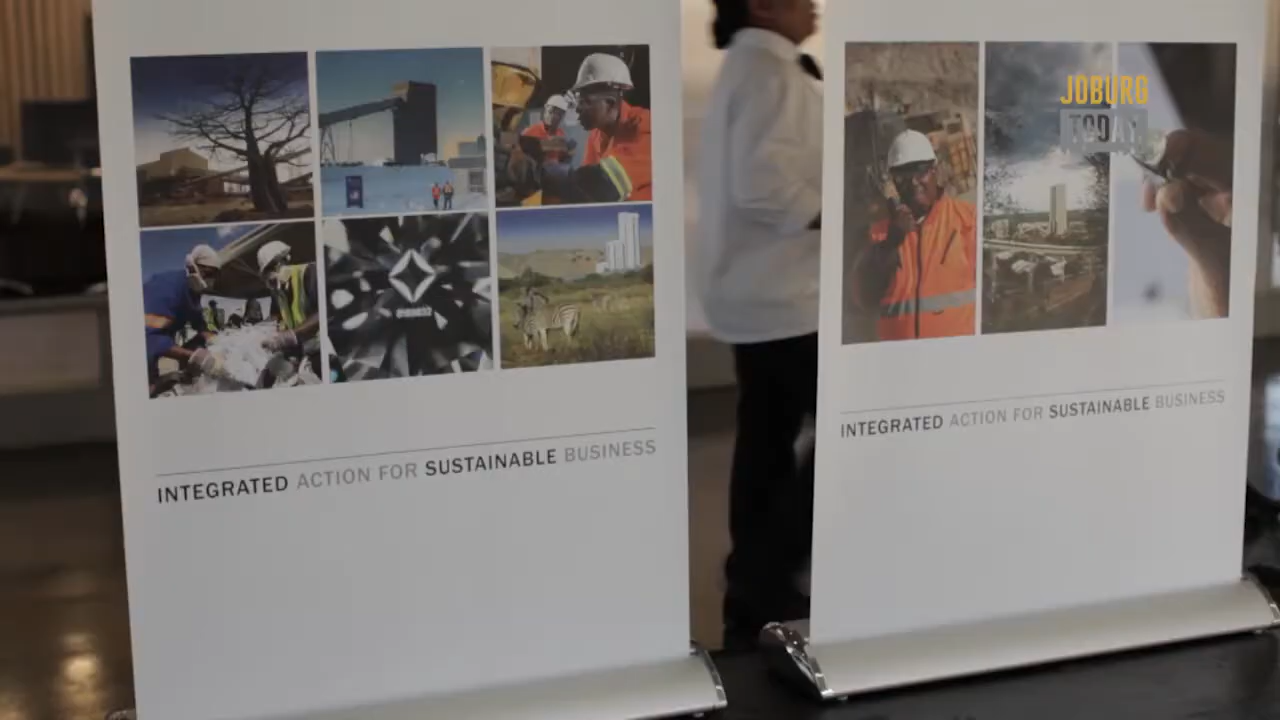 JOBURG
TODAY
INTEGRATED ACTION FOR SUSTAINABLE BUSINESS
INTEGRATED ACTION FOR SUSTAINABLE BUSINESS